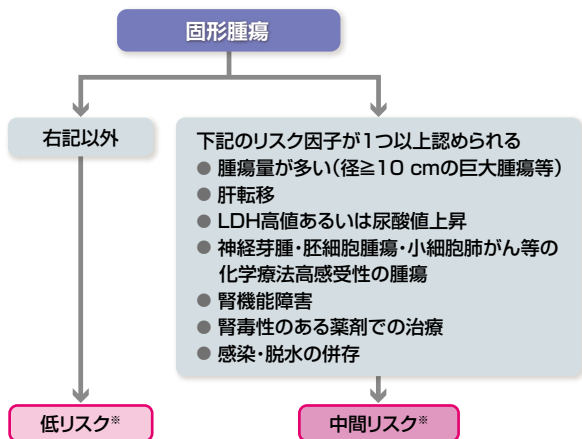 固形腫瘍
右記以外
下記のリスク因子が1つ以上認められる
● 腫瘍量が多い(径≧10 cmの巨大腫瘍等)
● 肝転移
● LDH高値あるいは尿酸値上昇
● 神経芽腫・胚細胞腫瘍・小細胞肺がん等の
化学療法高感受性の腫瘍
● 腎機能障害
● 腎毒性のある薬剤での治療
● 感染・脱水の併存
低リスク※
中間リスク※